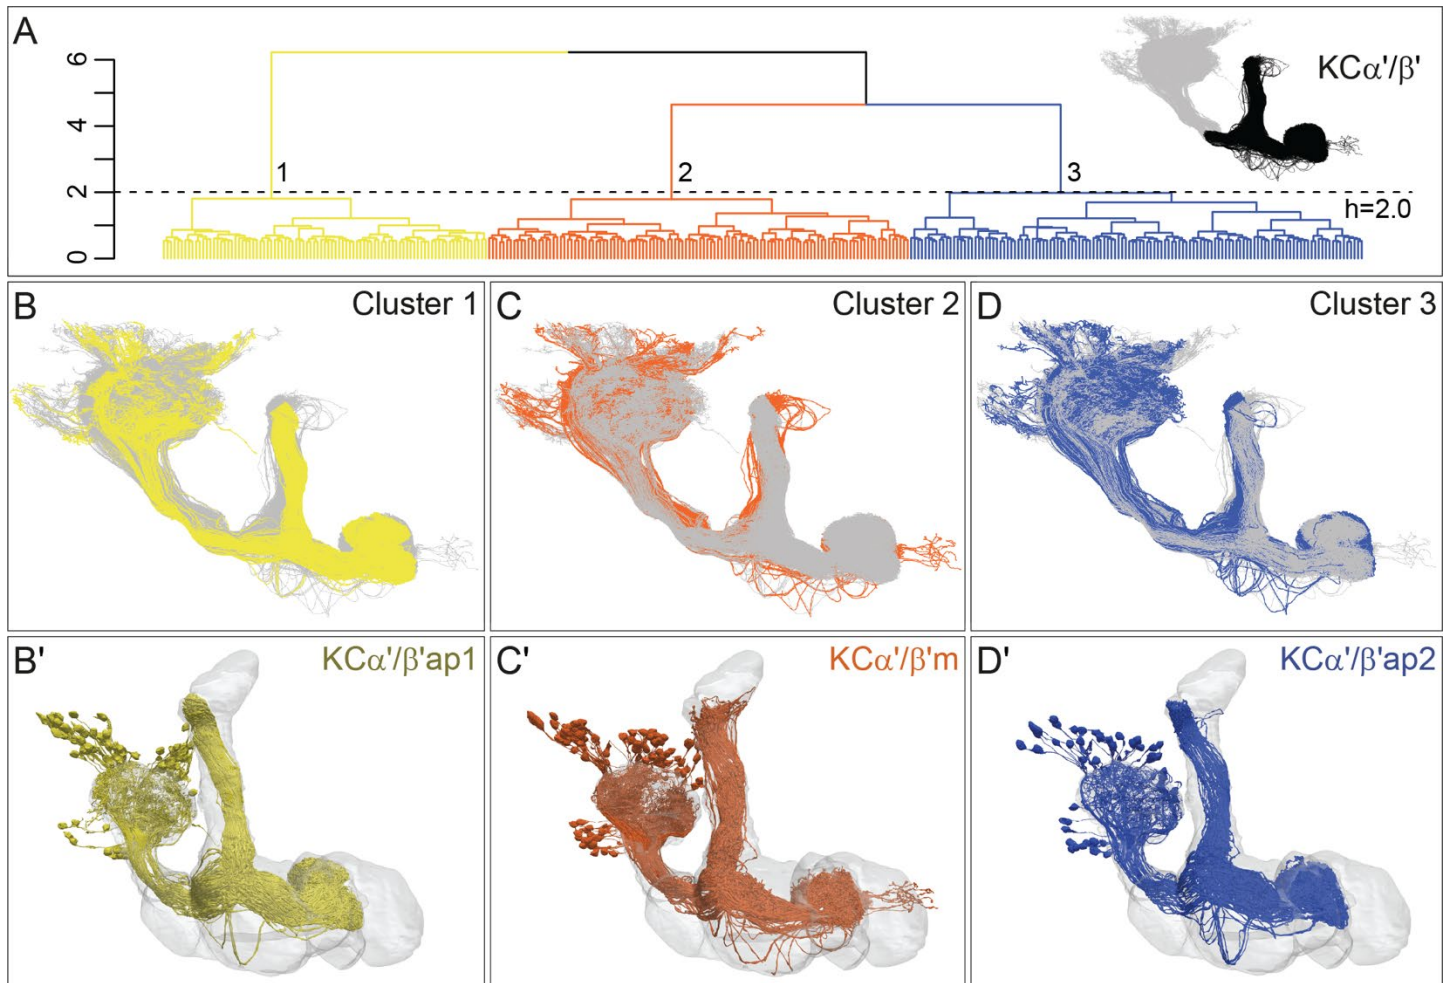 A
6
4
2
0
1
2
3
KCα'/β'
h=2.0
B
Cluster 1
C
Cluster 2
D
Cluster 3
B'
KCα'/β'ap1
C'
KCα'/β'm
D'
KCα'/β'ap2